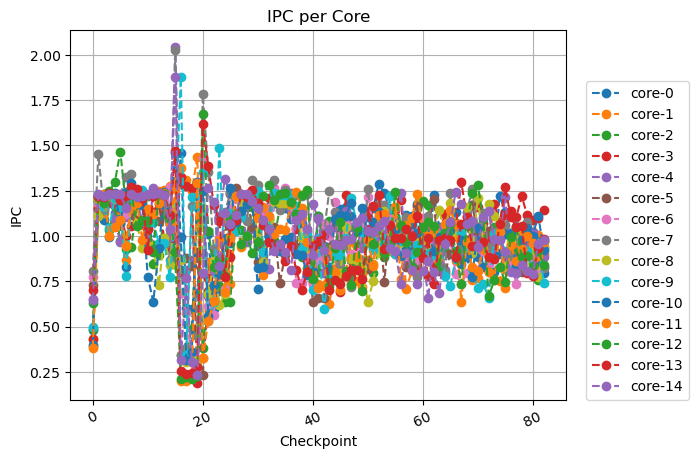 IPC per Core
IPC
2.00
1.75
1.50
1.25
1.00
0.75
0.50
0.25
0
20
40
60
80
Checkpoint
core-0
core-1
core-2
core-3
core-4
core-5
core-6
core-7
core-8
core-9
core-10
core-11
core-12
core-13
core-14